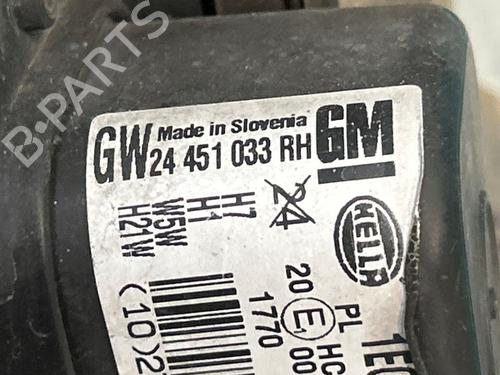 B-PARTS
Made in Slovenia
GW 24 451 033 RH GM
H7
H1
W5W
H21W
24
HELLA
(10)2
PL HC
20 E 00
1770
1EG